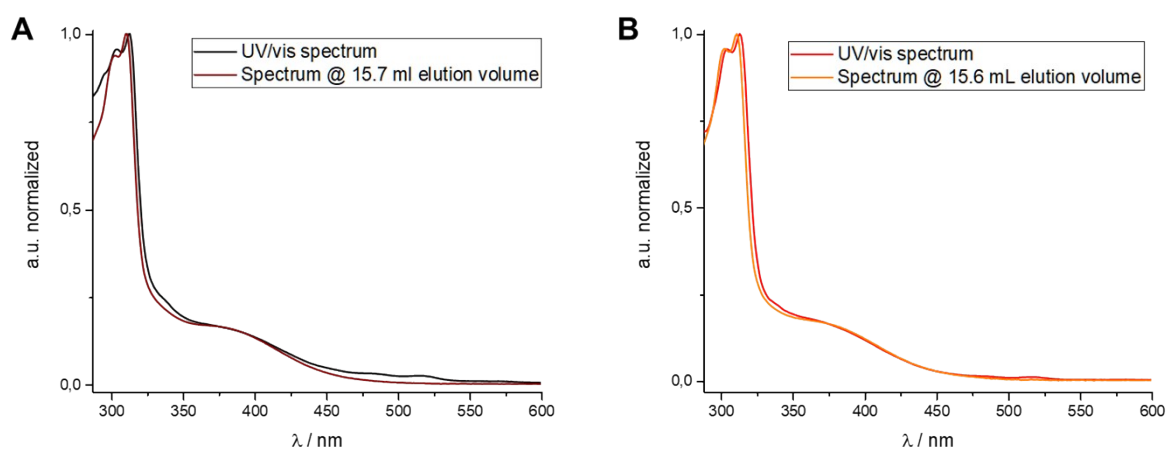 A
UV/vis spectrum
Spectrum @ 15.7 ml elution volume
1,0
0,5
0,0
a.u. normalized
300 350 400 450 500 550 600
λ / nm
B
UV/vis spectrum
Spectrum @ 15.6 mL elution volume
1,0
0,5
0,0
a.u. normalized
300 350 400 450 500 550 600
λ / nm